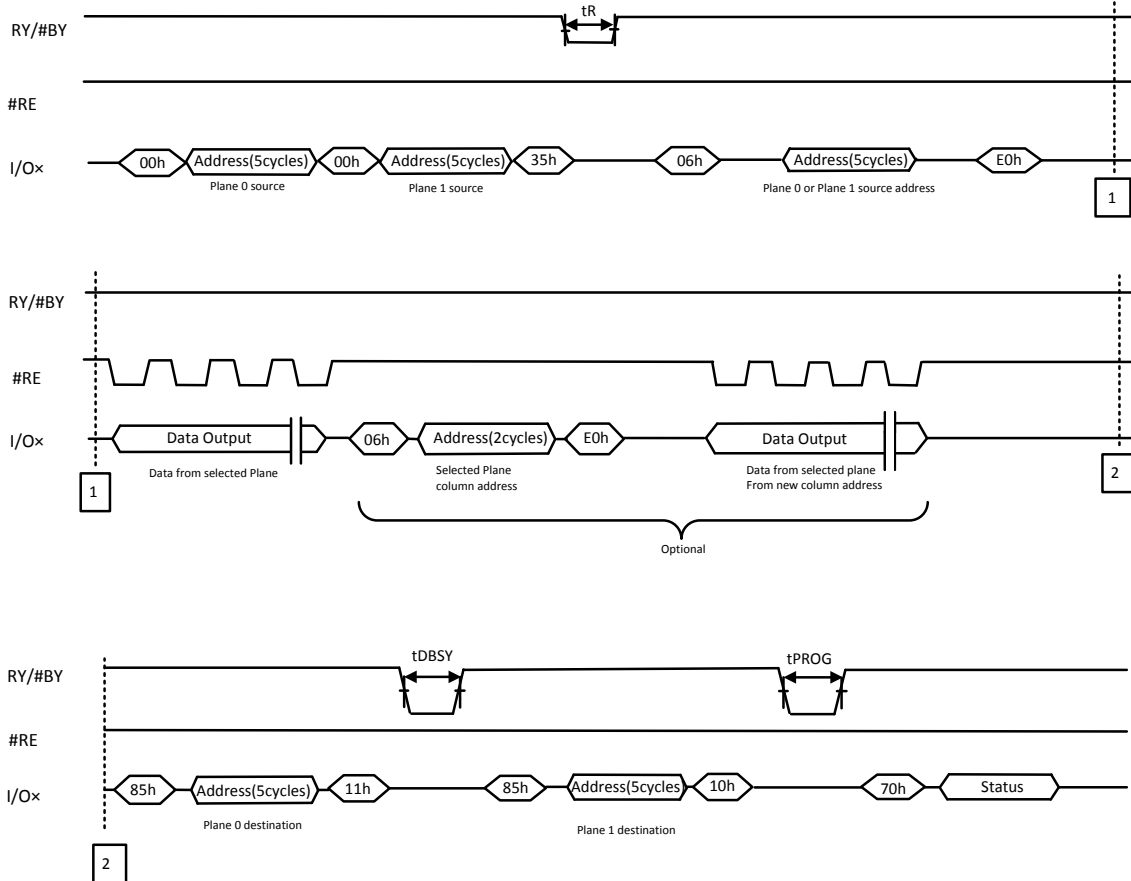 tR
RY/#BY
#RE
I/O×
00h Address(5cycles) 00h Address(5cycles) 35h 06h Address(5cycles) E0h
Plane 0 source Plane 1 source Plane 0 or Plane 1 source address
1
RY/#BY
#RE
I/O×
Data Output 06h Address(2cycles) E0h Data Output
Data from selected Plane
Selected Plane
column address
Data from selected plane
From new column address
1
2
Optional
tDBSY tPROG
RY/#BY
#RE
I/O×
85h Address(5cycles) 11h 85h Address(5cycles) 10h 70h Status
Plane 0 destination Plane 1 destination
2